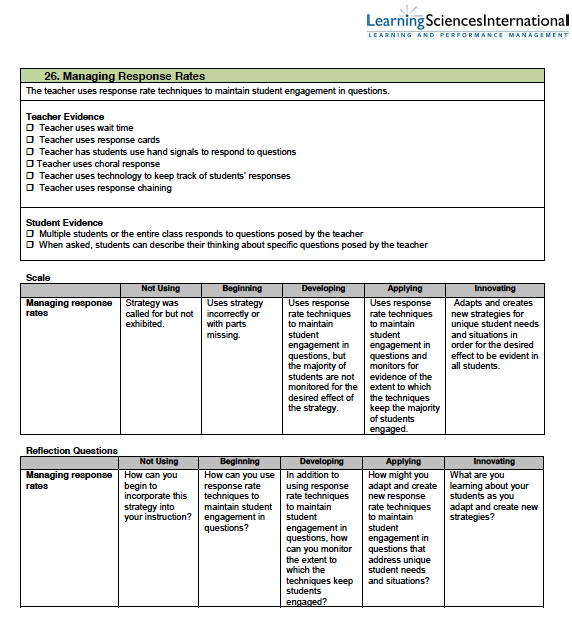 LearningSciencesInternational
LEARNING AND PERFORMANCE MANAGEMENT
26. Managing Response Rates
The teacher uses response rate techniques to maintain student engagement in questions.
Teacher Evidence
☐ Teacher uses wait time
☐ Teacher uses response cards
☐ Teacher has students use hand signals to respond to questions
☐ Teacher uses choral response
☐ Teacher uses technology to keep track of students' responses
☐ Teacher uses response chaining
Student Evidence
☐ Multiple students or the entire class responds to questions posed by the teacher
☐ When asked, students can describe their thinking about specific questions posed by the teacher
Scale
Not Using
Beginning
Developing
Applying
Innovating
Managing response
rates
Strategy was
called for but not
exhibited.
Uses strategy
incorrectly or
with parts
missing.
Uses response
rate techniques
to maintain
student
engagement in
questions, but
the majority of
students are not
monitored for the
desired effect of
the strategy.
Uses response
rate techniques
to maintain
student
engagement in
questions and
monitors for
evidence of the
extent to which
the techniques
keep the majority
of students
engaged.
Adapts and creates
new strategies for
unique student needs
and situations in
order for the desired
effect to be evident in
all students.
Reflection Questions
Not Using
Beginning
Developing
Applying
Innovating
Managing response
rates
How can you
begin to
incorporate this
strategy into
your instruction?
How can you use
response rate
techniques to
maintain student
engagement in
questions?
In addition to
using response
rate techniques
to maintain
student
engagement in
questions, how
can you monitor
the extent to
which the
techniques keep
students
engaged?
How might you
adapt and create
new response
rate techniques
to maintain
student
engagement in
questions that
address unique
student needs
and situations?
What are you
learning about your
students as you
adapt and create new
strategies?